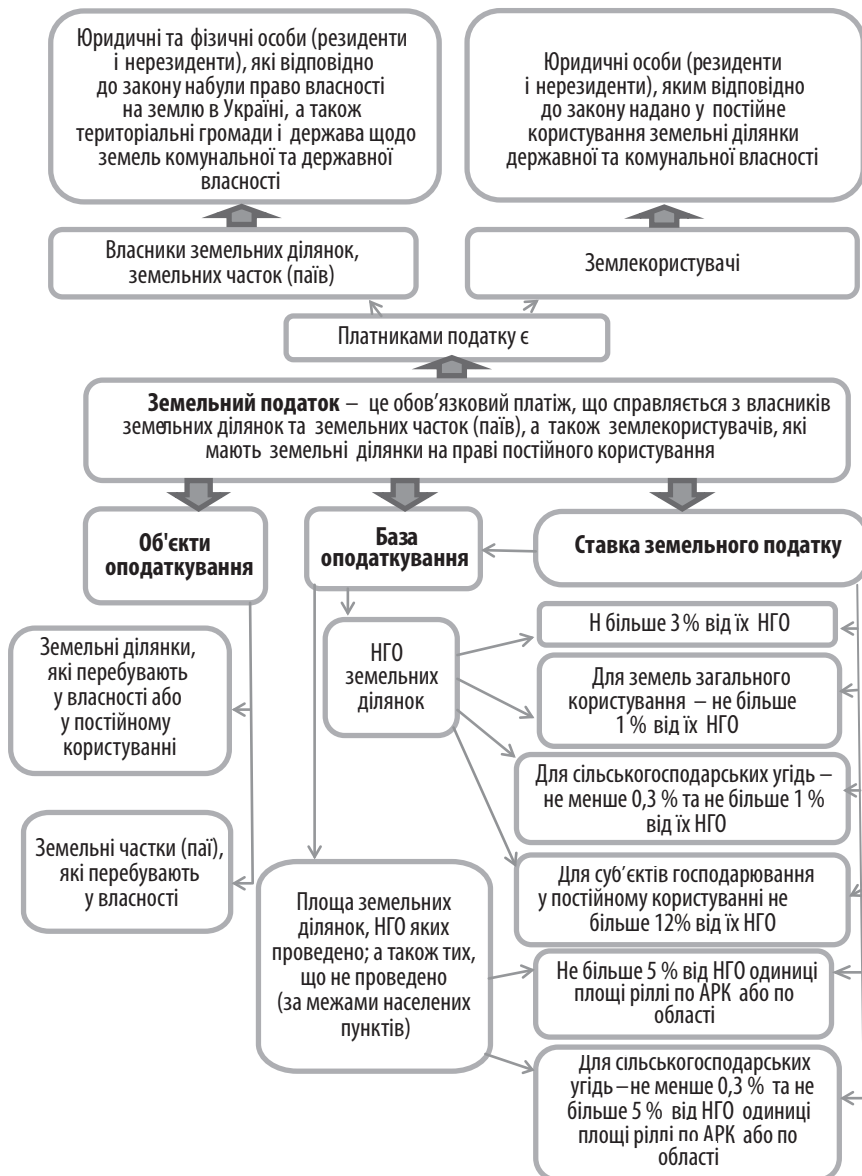 Юридичні та фізичні особи (резиденти
і нерезиденти), які відповідно
до закону набули право власності
на землю в Україні, а також
територіальні громади і держава щодо
земель комунальної та державної
власності
Юридичні особи (резиденти
і нерезиденти), яким відповідно
до закону надано у постійне
користування земельні ділянки
державної та комунальної власності
Власники земельних ділянок,
земельних часток (паїв)
Землекористувачі
Платниками податку є
Земельний податок – це обов’язковий платіж, що справляється з власників
земельних ділянок та земельних часток (паїв), а також землекористувачів, які
мають земельні ділянки на праві постійного користування
Об'єкти
оподаткування
База
оподаткування
Ставка земельного податку
Земельні ділянки,
які перебувають
у власності або
у постійному
користуванні
Земельні частки (паї),
які перебувають
у власності
НГО
земельних
ділянок
Площа земельних
ділянок, НГО яких
проведено; а також тих,
що не проведено
(за межами населених
пунктів)
Н більше 3 % від їх НГО
Для земель загального
користування – не більше
1 % від їх НГО
Для сільськогосподарських угідь –
не менше 0,3 % та не більше 1 %
від їх НГО
Для суб’єктів господарювання
у постійному користуванні не
більше 12% від їх НГО
Не більше 5 % від НГО одиниці
площі ріллі по АРК або по
області
Для сільськогосподарських
угідь – не менше 0,3 % та не
більше 5 % від НГО одиниці
площі ріллі по АРК або по
області